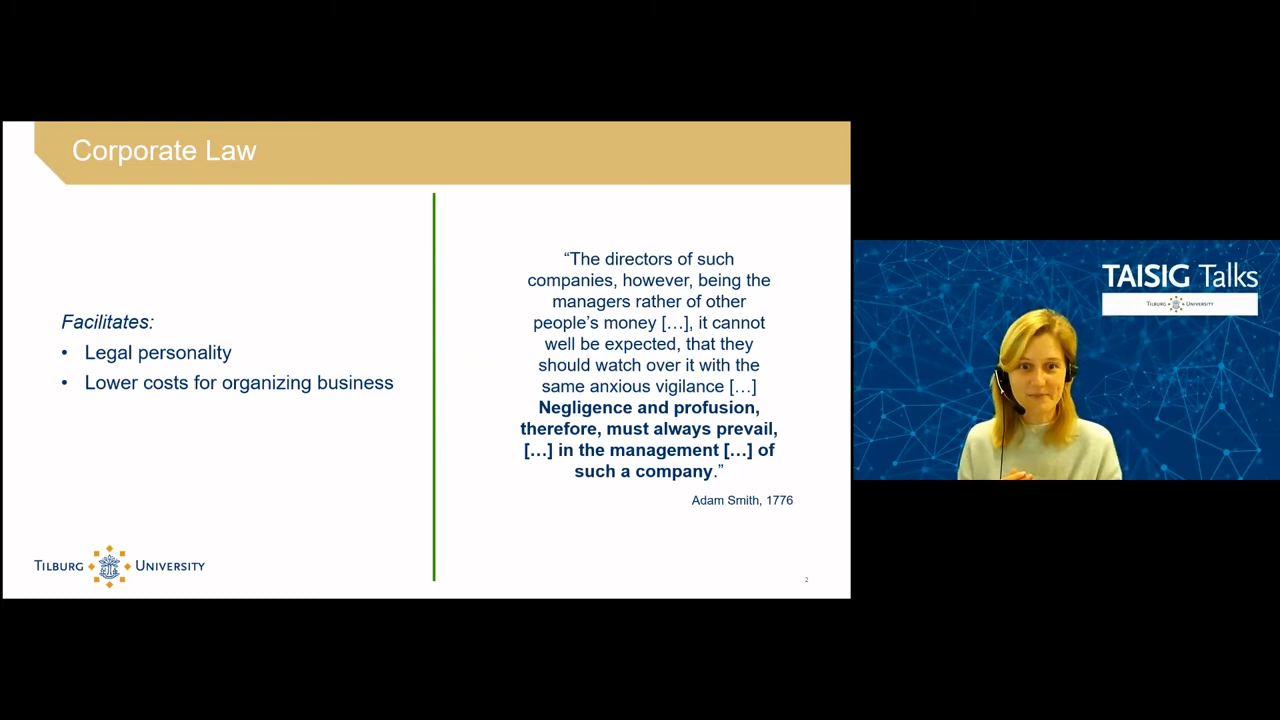 Corporate Law
Facilitates:
• Legal personality
• Lower costs for organizing business
“The directors of such
companies, however, being the
managers rather of other
people’s money […], it cannot
well be expected, that they
should watch over it with the
same anxious vigilance […]
Negligence and profusion,
therefore, must always prevail,
[…] in the management […] of
such a company.”
Adam Smith, 1776
TILBURG UNIVERSITY
2
TAISIG Talks
TILBURG UNIVERSITY